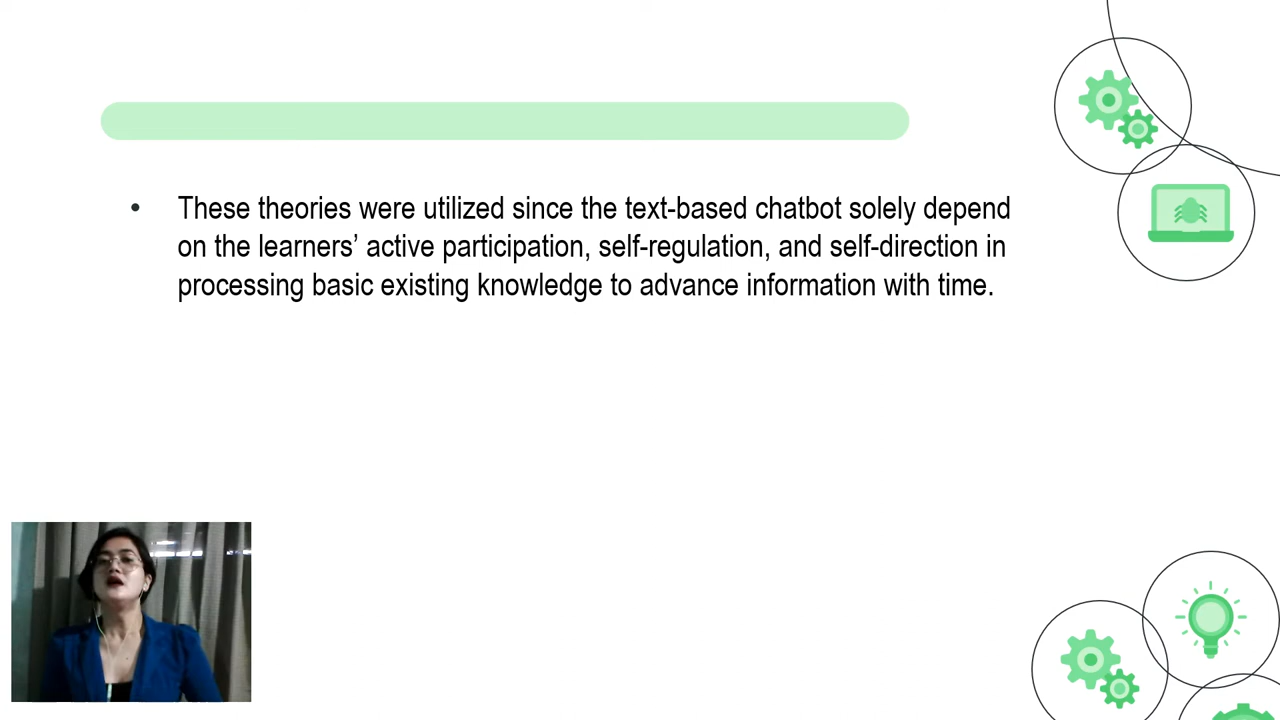 • These theories were utilized since the text-based chatbot solely depend
on the learners’ active participation, self-regulation, and self-direction in
processing basic existing knowledge to advance information with time.